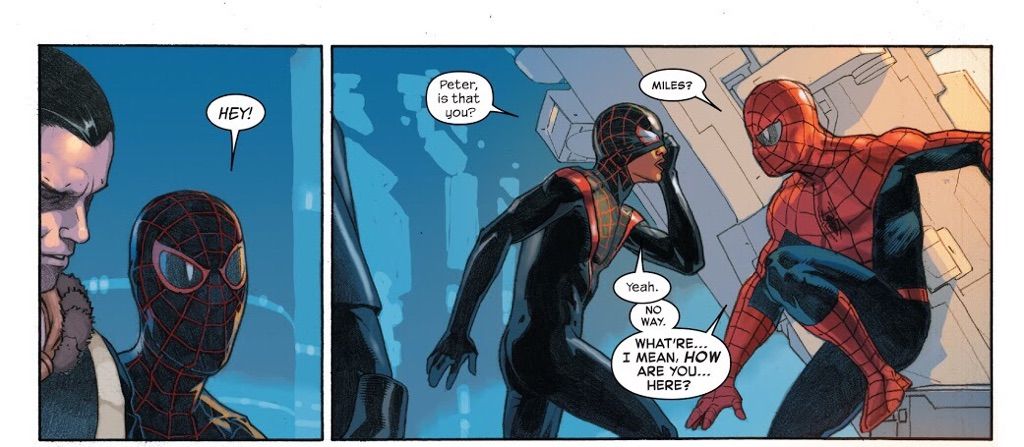 HEY!
Peter,
is that
you?
MILES?
Yeah.
NO
WAY.
WHAT'RE...
I MEAN, HOW
ARE YOU...
HERE?